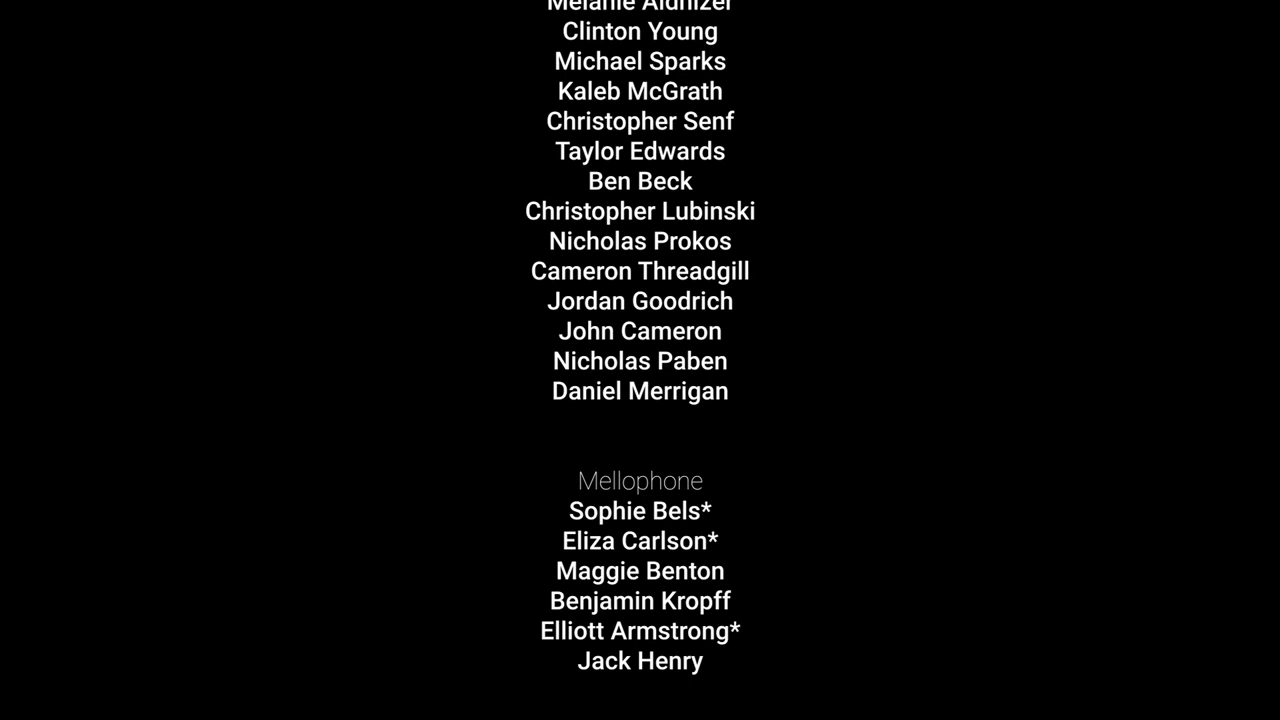 Melanie Aldhizer
Clinton Young
Michael Sparks
Kaleb McGrath
Christopher Senf
Taylor Edwards
Ben Beck
Christopher Lubinski
Nicholas Prokos
Cameron Threadgill
Jordan Goodrich
John Cameron
Nicholas Paben
Daniel Merrigan
Mellophone
Sophie Bels*
Eliza Carlson*
Maggie Benton
Benjamin Kropff
Elliott Armstrong*
Jack Henry